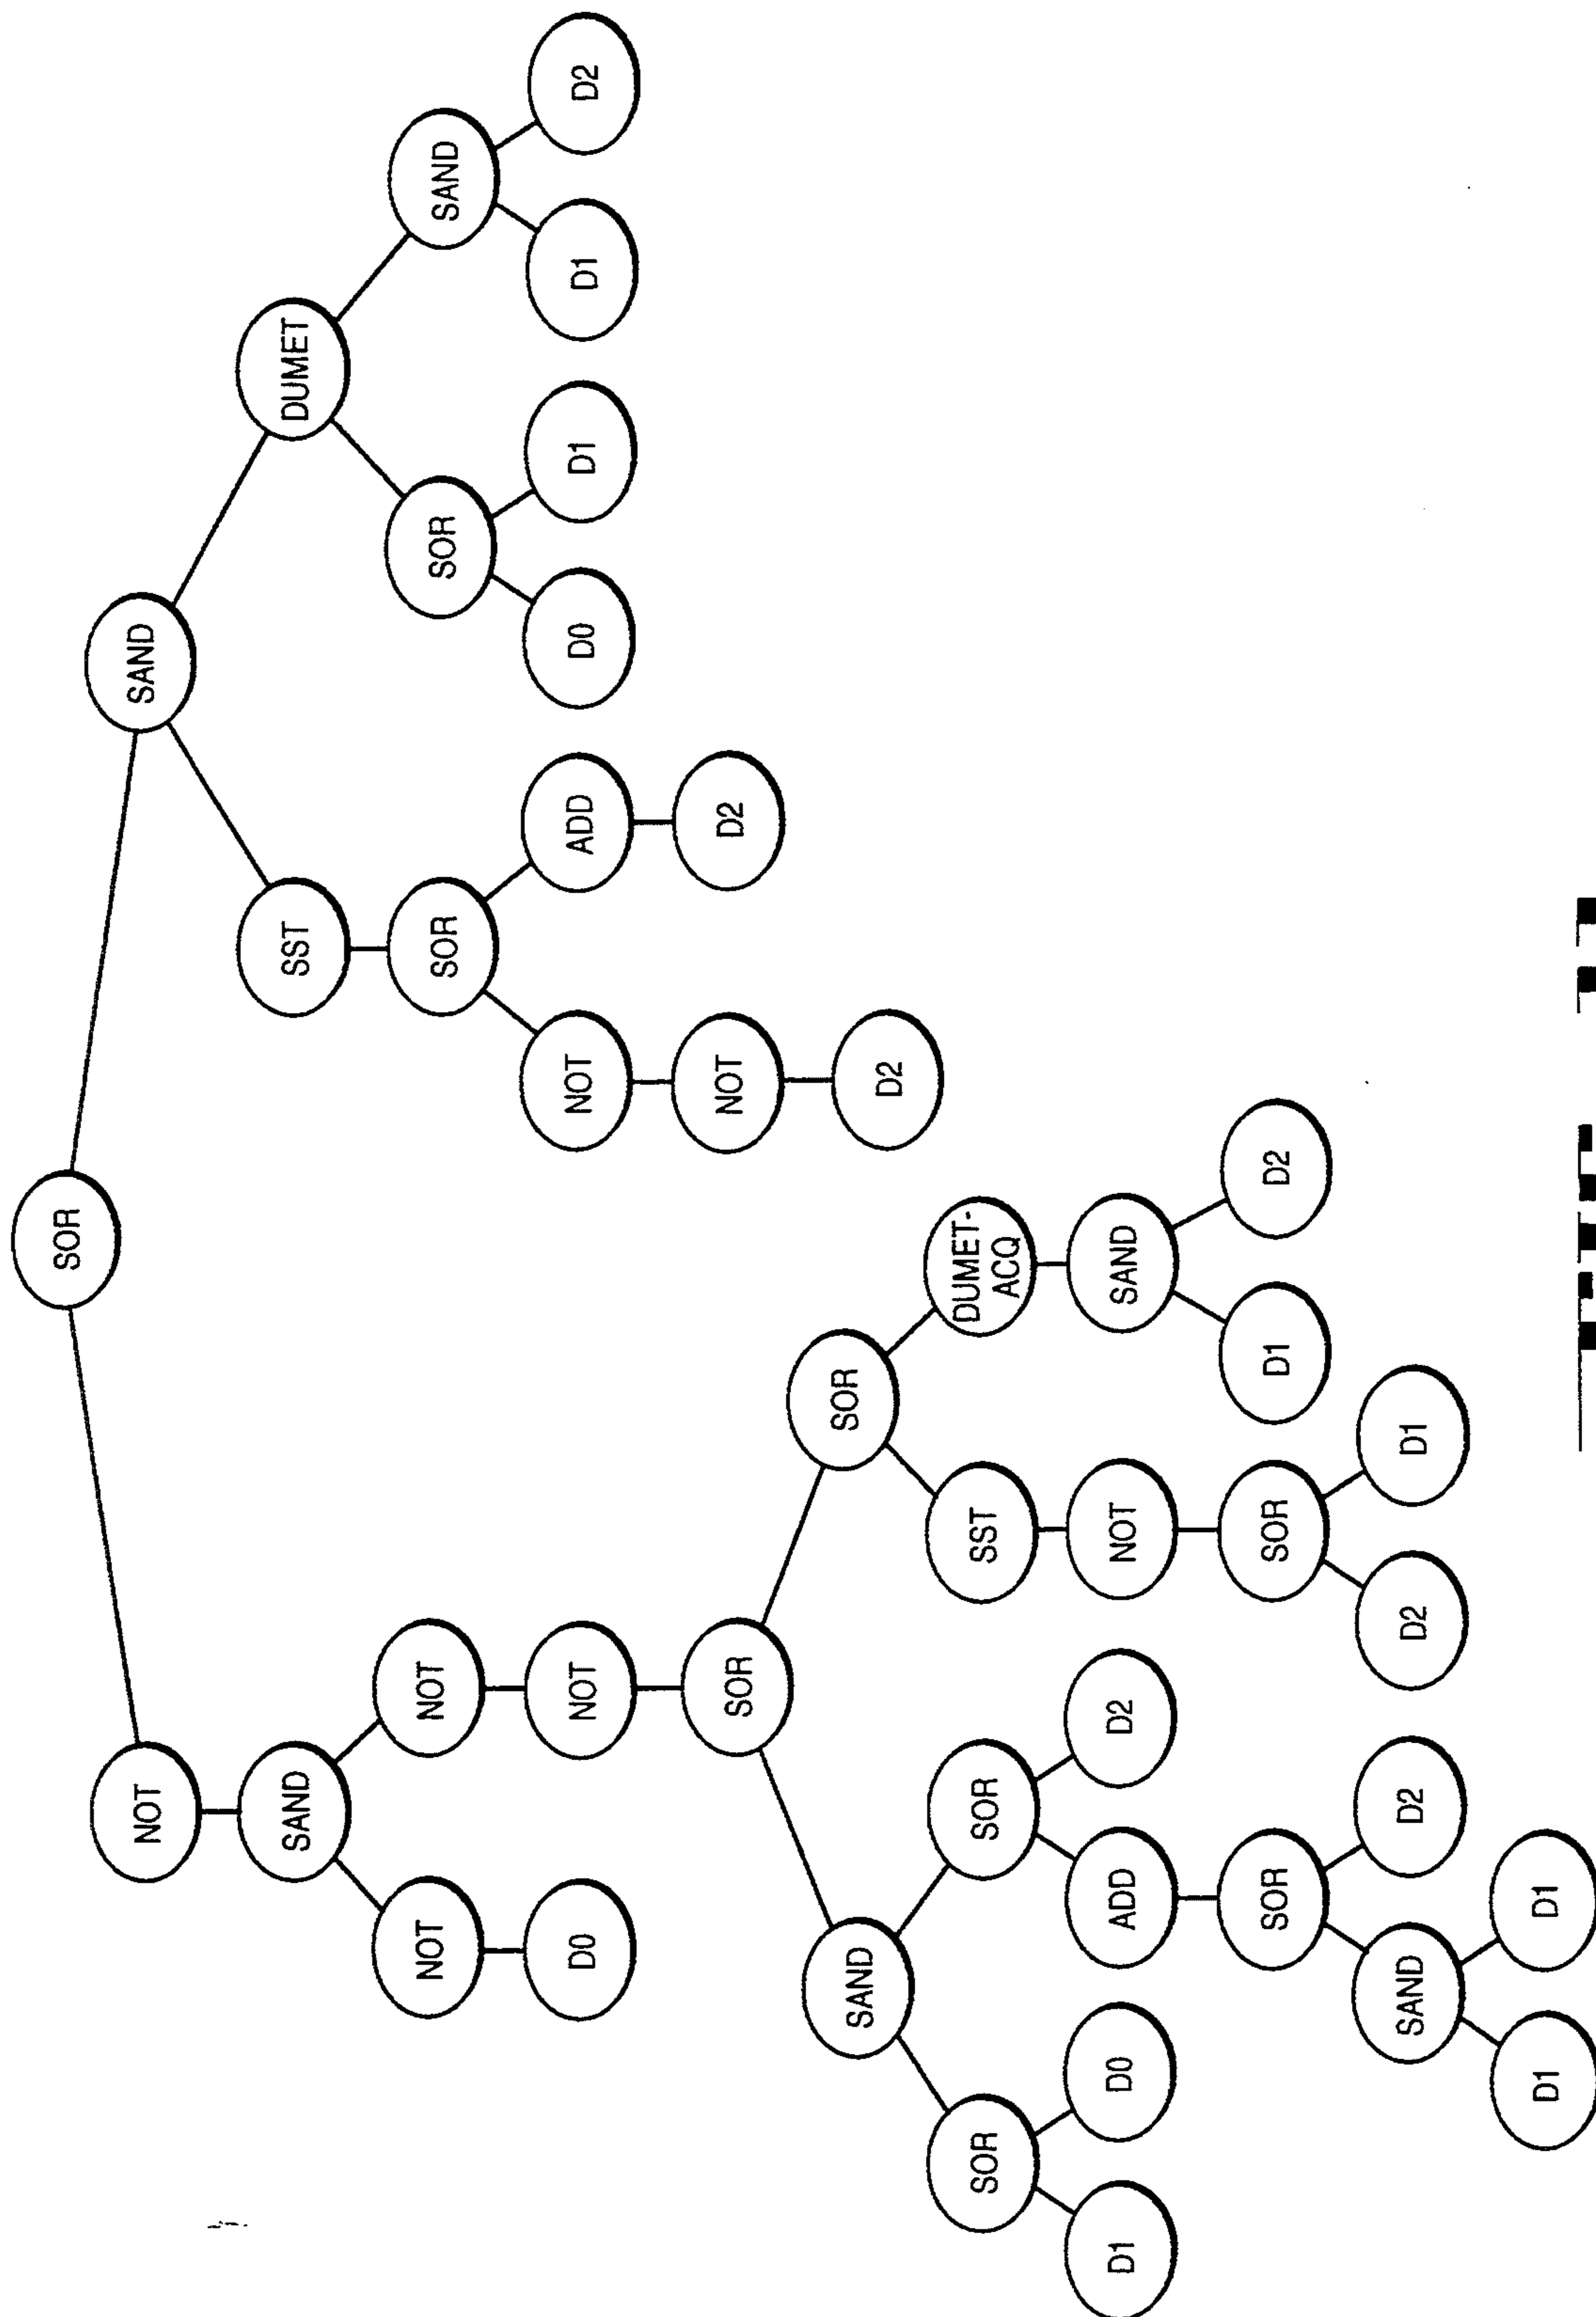 SOR
NOT
SAND
SAND
SST
DUMET
NOT
NOT
SOR
SOR
SAND
D0
NOT
NOT
ADD
D0
D1
D1
D2
SOR
NOT
D2
SAND
SOR
D2
SOR
SOR
SST
DUMET-
ACQ
D1
D0
ADD
D2
NOT
SAND
SOR
SOR
D1
D2
SAND
D2
D2
D1
D1
D1